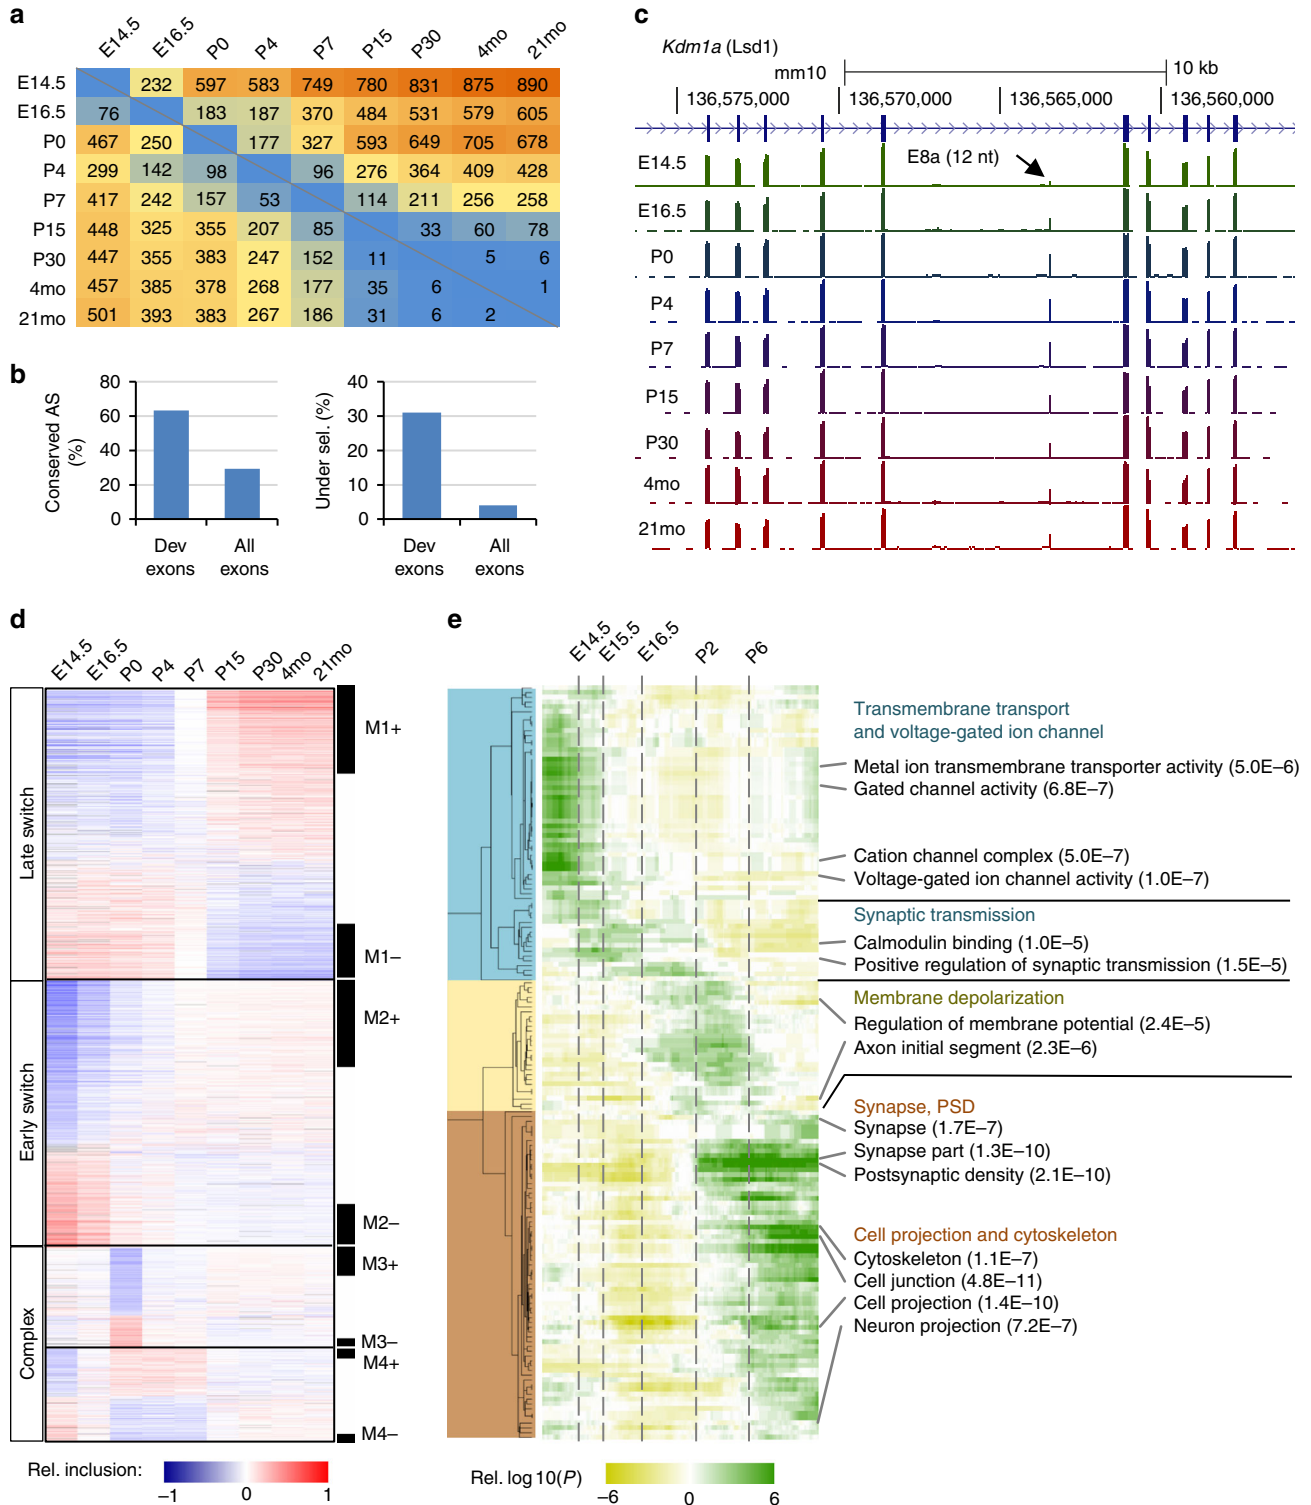 a
E14.5 E16.5 P0 P4 P7 P15 P30 4mo 21mo
E14.5 232 597 583 749 780 831 875 890
E16.5 76 183 187 370 484 531 579 605
P0 467 250 177 327 593 649 705 678
P4 299 142 98 96 276 364 409 428
P7 417 242 157 53 114 211 256 258
P15 448 325 355 207 85 33 60 78
P30 447 355 383 247 152 11 5 6
4mo 457 385 378 268 177 35 6 1
21mo 501 393 383 267 186 31 6 2
b
Conserved AS
(%)
80
60
40
20
0
Dev
exons
All
exons
Under sel. (%)
40
30
20
10
0
Dev
exons
All
exons
c
Kdm1a (Lsd1)
mm10 10 kb
136,575,000 136,570,000 136,565,000 136,560,000
E14.5
E8a (12 nt)
E16.5
P0
P4
P7
P15
P30
4mo
21mo
d
E14.5 E16.5 P0 P4 P7 P15 P30 4mo 21mo
Late switch
Early switch
Complex
M1+
M1–
M2+
M2–
M3+
M3–
M4+
M4–
Rel. inclusion:
–1 0 1
e
E14.5 E15.5 E16.5 P2 P6
Transmembrane transport
and voltage-gated ion channel
Metal ion transmembrane transporter activity (5.0E–6)
Gated channel activity (6.8E–7)
Cation channel complex (5.0E–7)
Voltage-gated ion channel activity (1.0E–7)
Synaptic transmission
Calmodulin binding (1.0E–5)
Positive regulation of synaptic transmission (1.5E–5)
Membrane depolarization
Regulation of membrane potential (2.4E–5)
Axon initial segment (2.3E–6)
Synapse, PSD
Synapse (1.7E–7)
Synapse part (1.3E–10)
Postsynaptic density (2.1E–10)
Cell projection and cytoskeleton
Cytoskeleton (1.1E–7)
Cell junction (4.8E–11)
Cell projection (1.4E–10)
Neuron projection (7.2E–7)
Rel. log10(P)
–6 0 6